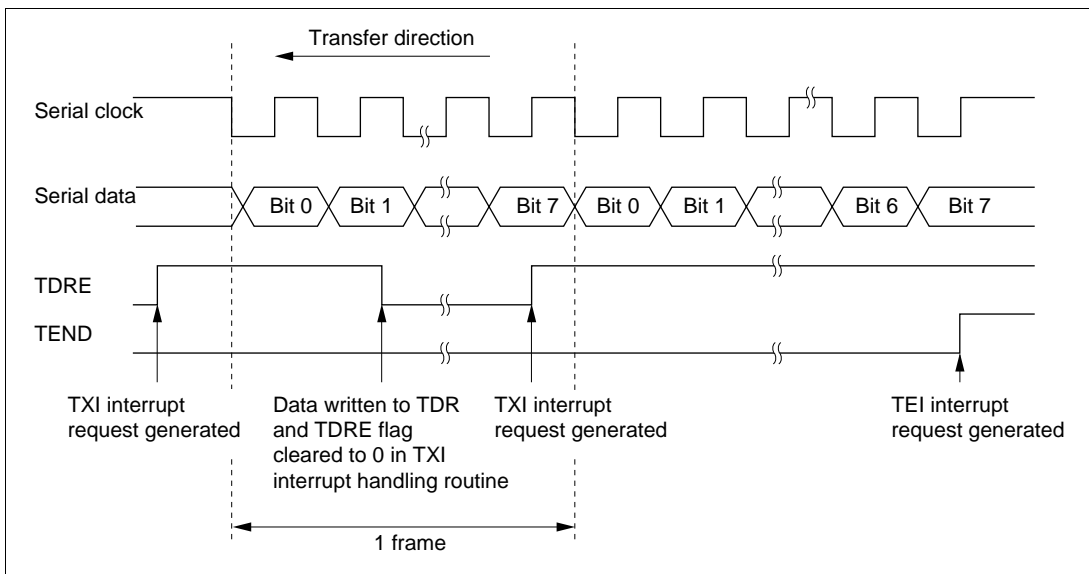 Transfer direction
Serial clock
Serial data
Bit 0
Bit 1
Bit 7
Bit 0
Bit 1
Bit 6
Bit 7
TDRE
TEND
TXI interrupt
request generated
Data written to TDR
and TDRE flag
cleared to 0 in TXI
interrupt handling routine
TXI interrupt
request generated
TEI interrupt
request generated
1 frame